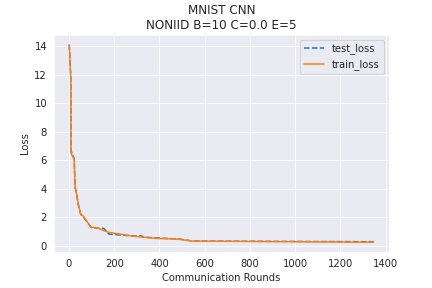 MNIST CNN
NONIID B=10 C=0.0 E=5
test_loss
train_loss
14
12
10
8
6
4
2
0
Loss
0 200 400 600 800 1000 1200 1400
Communication Rounds